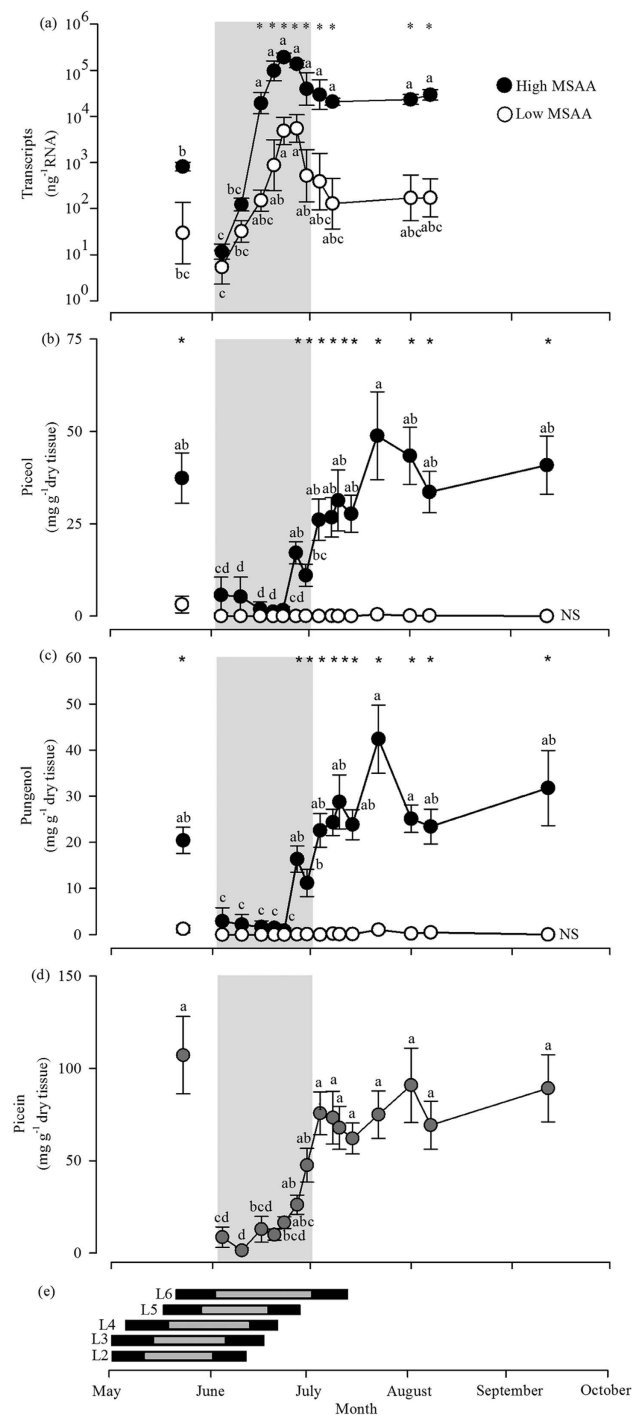 (a)
* * * * * * * * * *
10^6
10^5
10^4
10^3
10^2
10^1
10^0
Transcripts
(ng^-1 RNA)
High MSAA
Low MSAA
b
bc
c
bc
a
a
a
a
a
a
a
a
a
c
bc
abc
ab
a
a
ab
abc
abc
abc
abc
(b)
* * * * * * * * * * *
75
50
25
0
Piceol
(mg g^-1 dry tissue)
ab
cd
d
d
d
cd
ab
bc
ab
ab
ab
ab
a
ab
ab
ab
NS
(c)
* * * * * * * * * * *
60
50
40
30
20
10
0
Pungenol
(mg g^-1 dry tissue)
ab
c
c
c
c
c
ab
b
ab
ab
ab
ab
a
a
ab
ab
NS
(d)
150
100
50
0
Picein
(mg g^-1 dry tissue)
a
cd
d
bcd
bcd
ab
abc
ab
a
a
a
a
a
a
a
a
(e)
L6
L5
L4
L3
L2
May June July August September October
Month